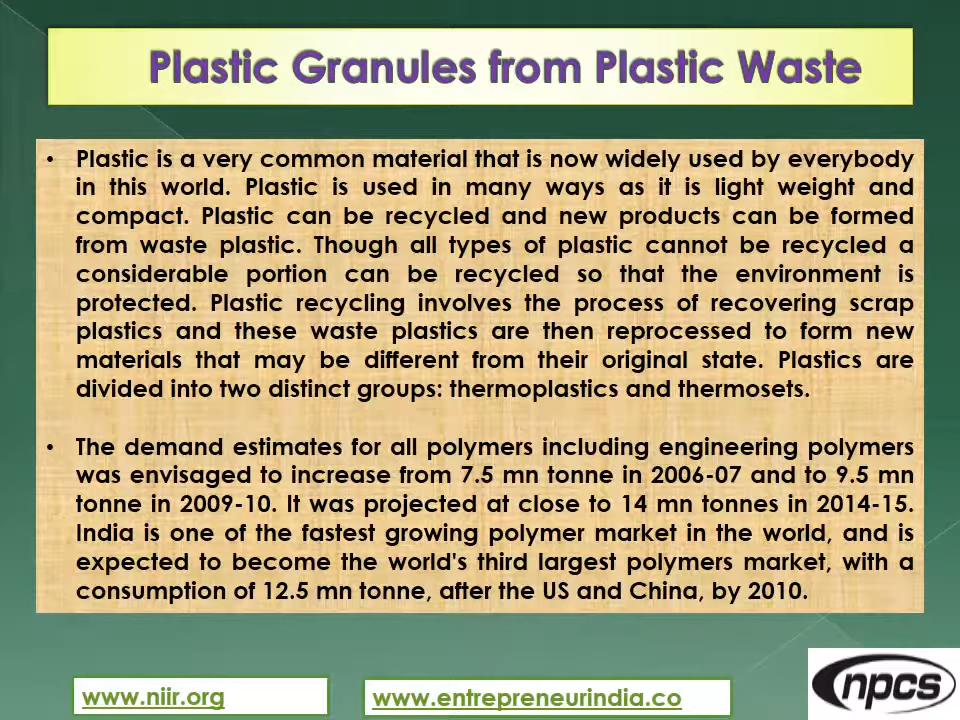 Plastic Granules from Plastic Waste
• Plastic is a very common material that is now widely used by everybody
in this world. Plastic is used in many ways as it is light weight and
compact. Plastic can be recycled and new products can be formed
from waste plastic. Though all types of plastic cannot be recycled a
considerable portion can be recycled so that the environment is
protected. Plastic recycling involves the process of recovering scrap
plastics and these waste plastics are then reprocessed to form new
materials that may be different from their original state. Plastics are
divided into two distinct groups: thermoplastics and thermosets.
• The demand estimates for all polymers including engineering polymers
was envisaged to increase from 7.5 mn tonne in 2006-07 and to 9.5 mn
tonne in 2009-10. It was projected at close to 14 mn tonnes in 2014-15.
India is one of the fastest growing polymer market in the world, and is
expected to become the world's third largest polymers market, with a
consumption of 12.5 mn tonne, after the US and China, by 2010.
www.niir.org
www.entrepreneurindia.co
npcs